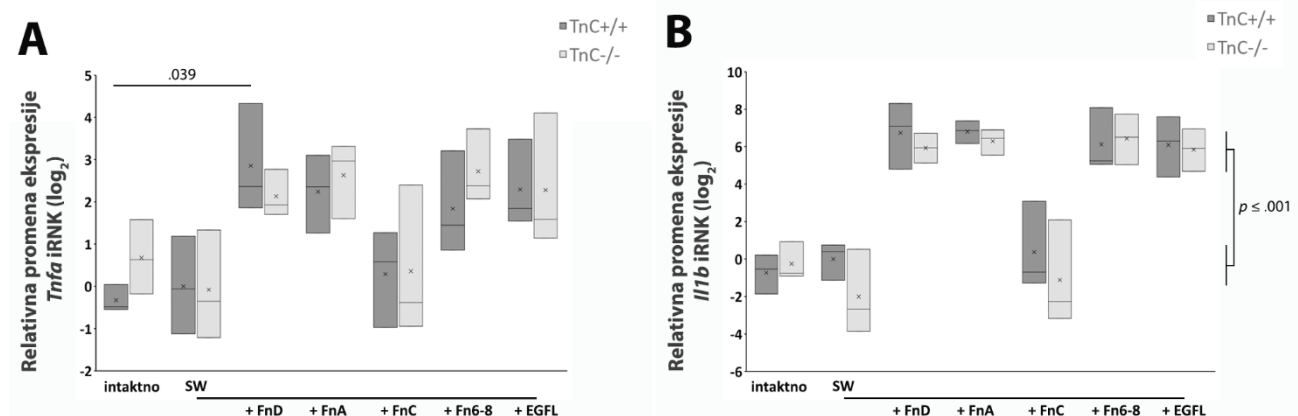 A
TnC+/+
TnC-/-
.039
Relativna promena ekspresije
Tnfa iRNK (log2)
5
4
3
2
1
0
-1
-2
intaktno SW
+ FnD + FnA + FnC + Fn6-8 + EGFL
B
TnC+/+
TnC-/-
Relativna promena ekspresije
Il1b iRNK (log2)
10
8
6
4
2
0
-2
-4
-6
p ≤ .001
intaktno SW
+ FnD + FnA + FnC + Fn6-8 + EGFL